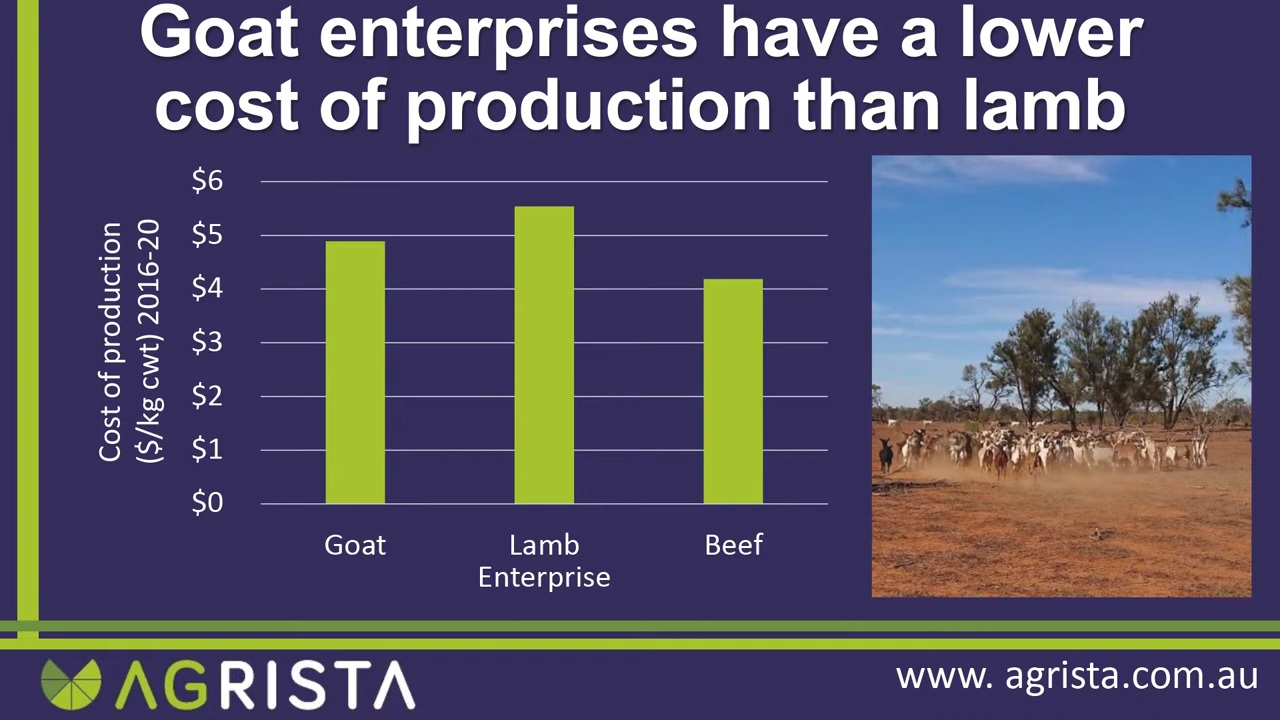 Goat enterprises have a lower
cost of production than lamb
Cost of production
($/kg cwt) 2016-20
$6
$5
$4
$3
$2
$1
$0
Goat
Lamb
Enterprise
Beef
AGRISTA
www. agrista.com.au